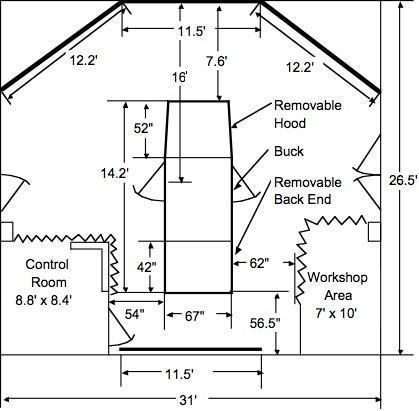 11.5'
12.2'
16'
7.6'
12.2'
52"
Removable
Hood
14.2'
Buck
26.5'
Removable
Back End
42"
62"
Control
Room
8.8' x 8.4'
Workshop
Area
7' x 10'
54"
67"
56.5"
11.5'
31'